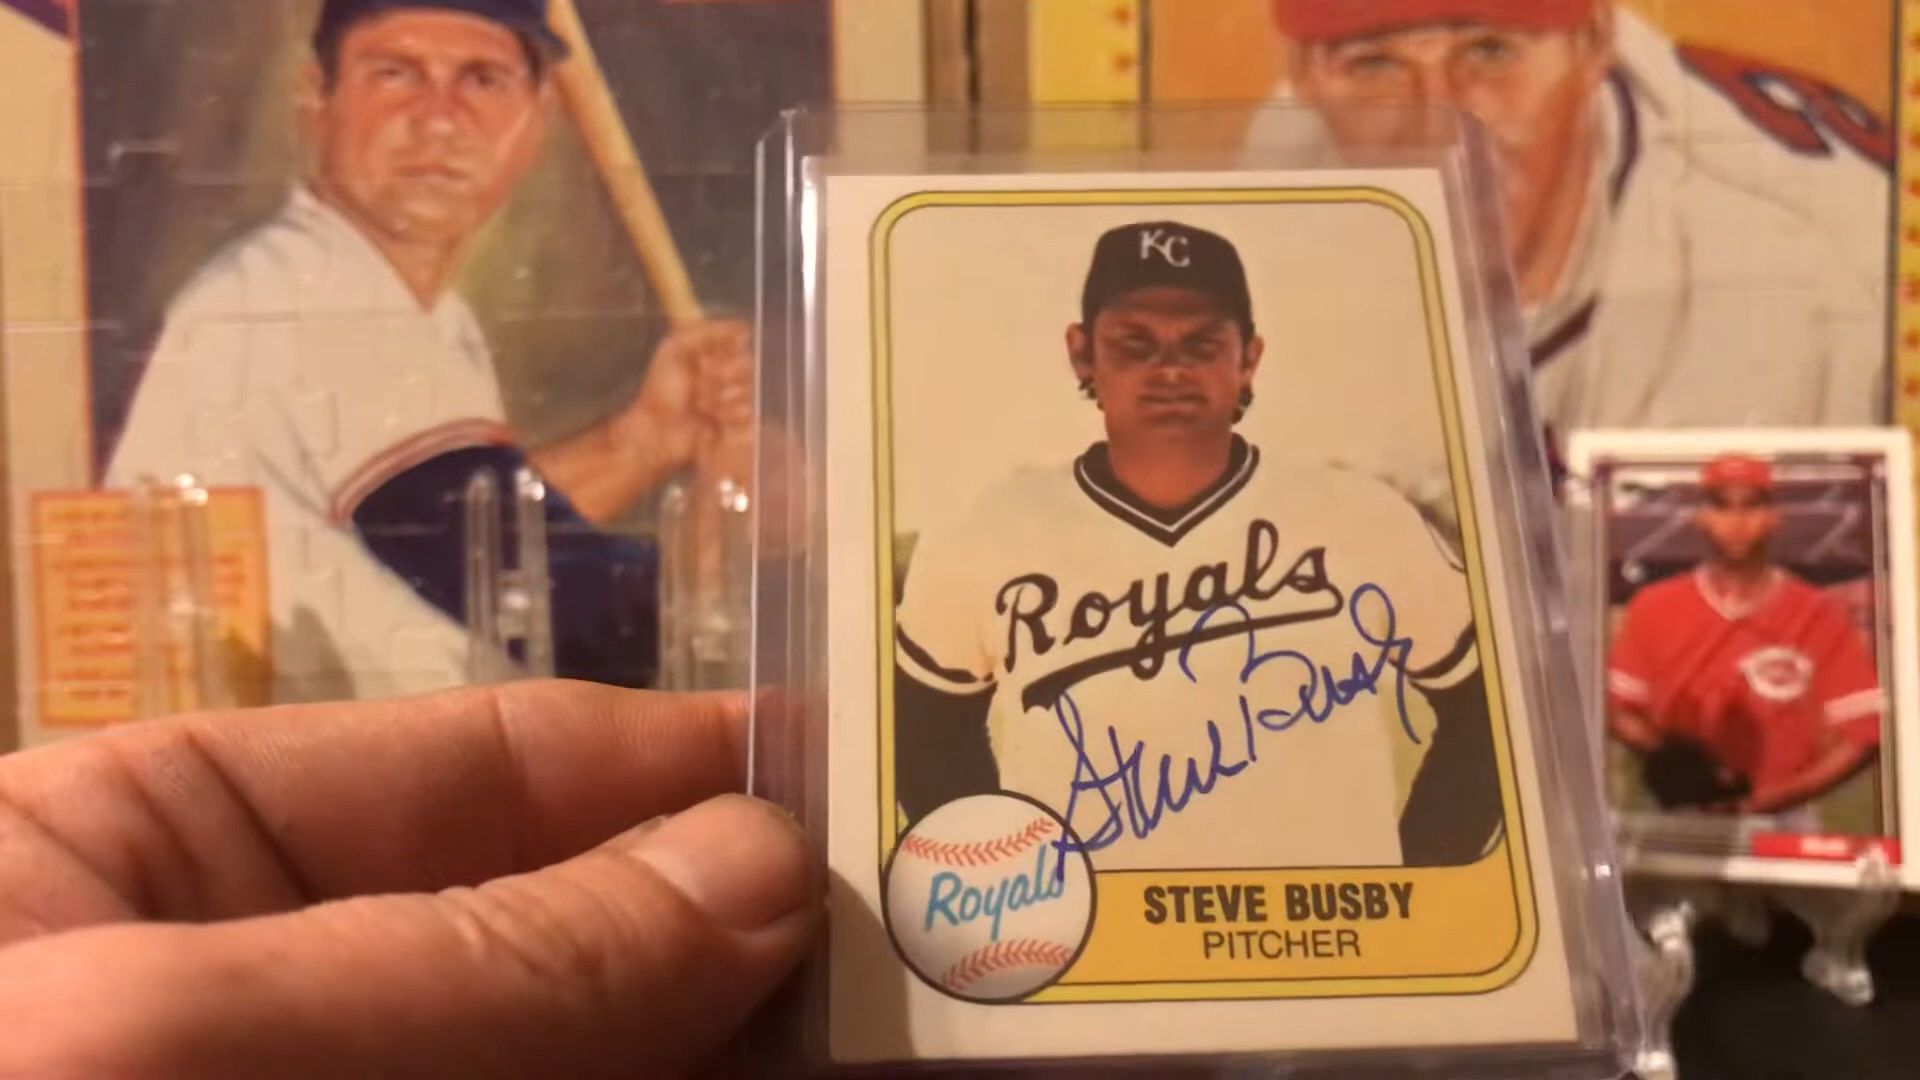 KC
Royals
Steve Busby
Royals
STEVE BUSBY
PITCHER